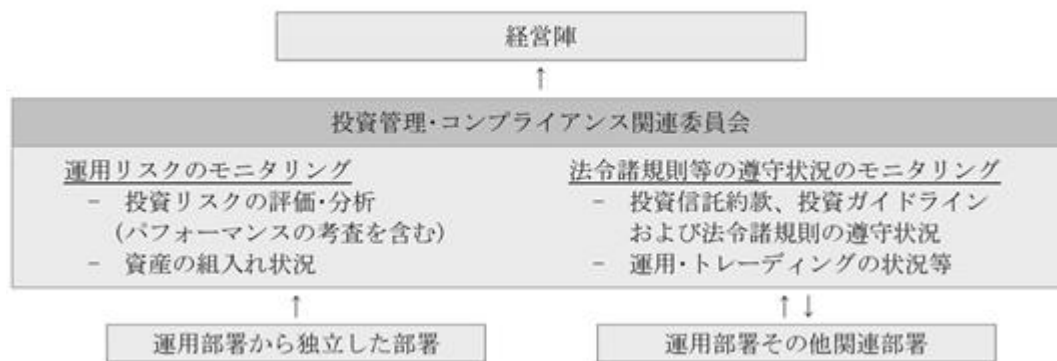 経営陣
↑
投資管理・コンプライアンス関連委員会
運用リスクのモニタリング
− 投資リスクの評価・分析
(パフォーマンスの考査を含む)
− 資産の組入れ状況
法令諸規則等の遵守状況のモニタリング
− 投資信託約款、投資ガイドライン
および法令諸規則の遵守状況
− 運用・トレーディングの状況等
↑
↑↓
運用部署から独立した部署
運用部署その他関連部署